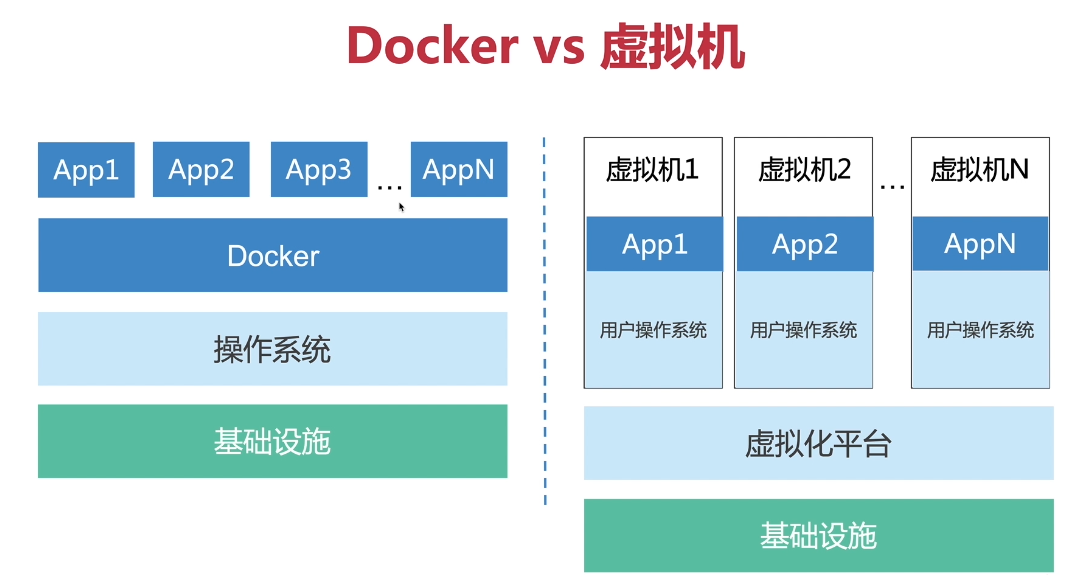 Docker vs 虚拟机
App1 App2 App3 ... AppN
Docker
操作系统
基础设施
虚拟机1 虚拟机2 ... 虚拟机N
App1 App2 AppN
用户操作系统 用户操作系统 用户操作系统
虚拟化平台
基础设施